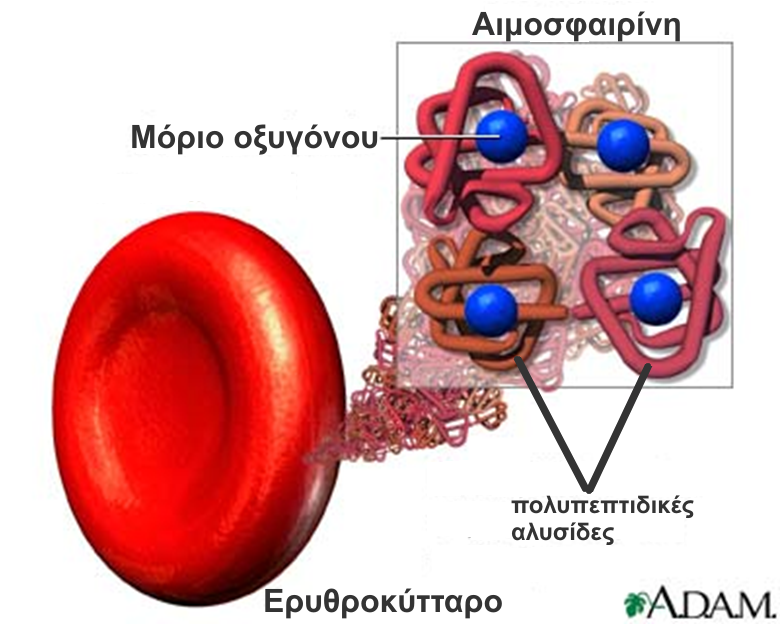 Αιμοσφαιρίνη
Μόριο οξυγόνου
πολυπεπτιδικές
αλυσίδες
Ερυθροκύτταρο
A.D.A.M.